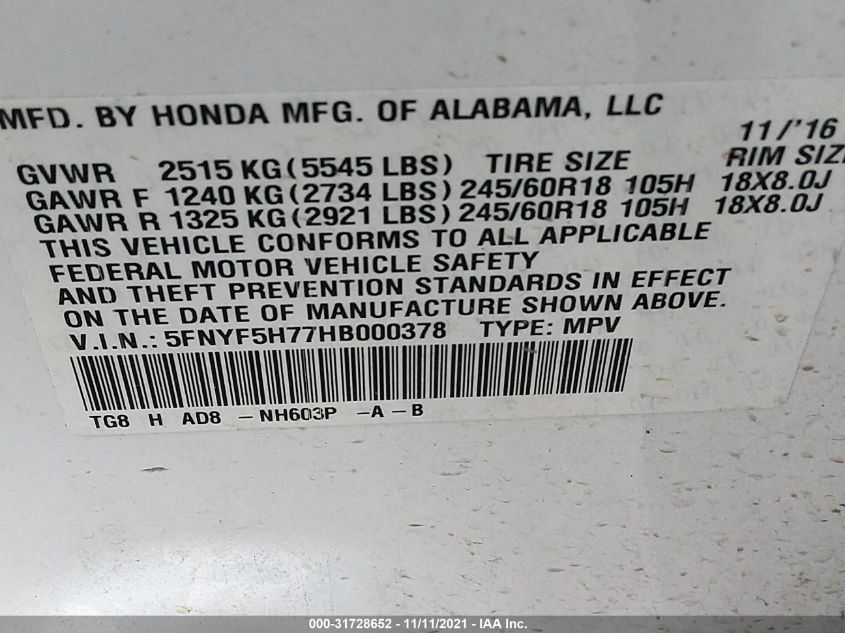 MFD. BY HONDA MFG. OF ALABAMA, LLC
11/'16
GVWR 2515 KG (5545 LBS) TIRE SIZE RIM SIZE
GAWR F 1240 KG (2734 LBS) 245/60R18 105H 18X8.0J
GAWR R 1325 KG (2921 LBS) 245/60R18 105H 18X8.0J
THIS VEHICLE CONFORMS TO ALL APPLICABLE
FEDERAL MOTOR VEHICLE SAFETY
AND THEFT PREVENTION STANDARDS IN EFFECT
ON THE DATE OF MANUFACTURE SHOWN ABOVE.
V.I.N.: 5FNYF5H77HB000378 TYPE: MPV
TG8 H AD8 - NH603P -A-B
000-31728652 - 11/11/2021 - IAA Inc.